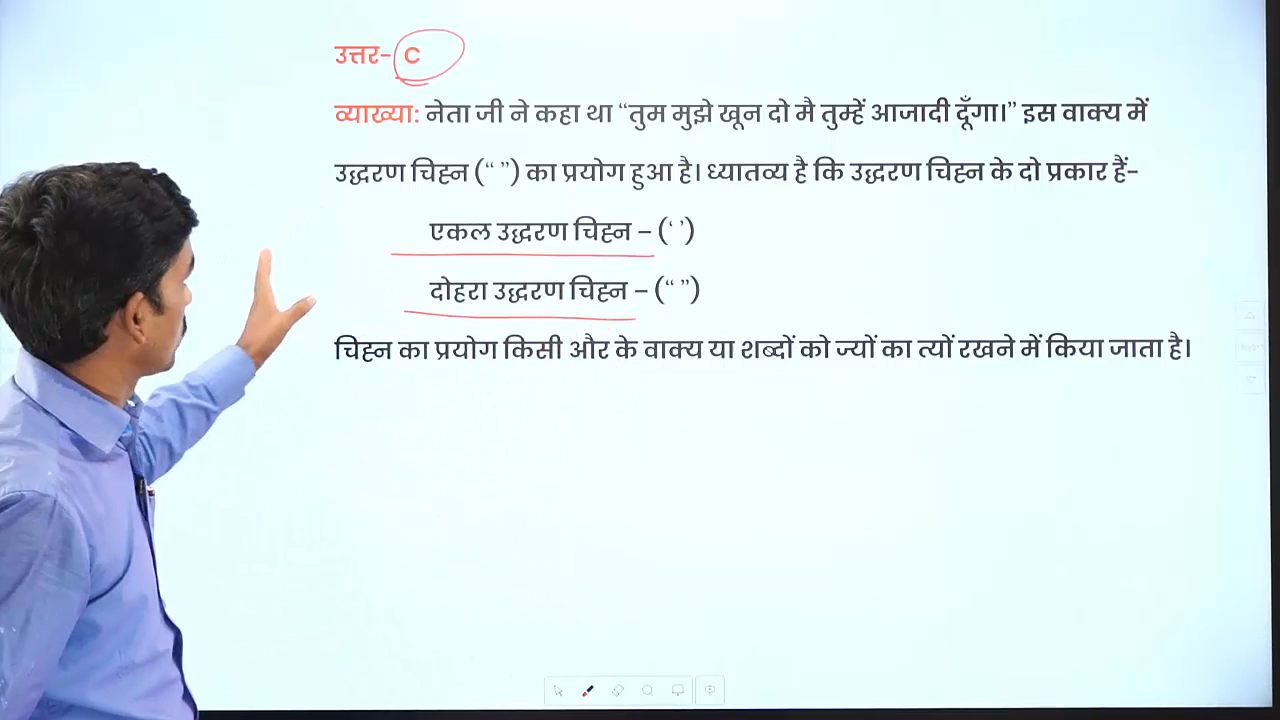 उत्तर- C
व्याख्या: नेता जी ने कहा था “तुम मुझे खून दो मै तुम्हें आजादी दूँगा।” इस वाक्य में
उद्धरण चिह्न (“ ”) का प्रयोग हुआ है। ध्यातव्य है कि उद्धरण चिह्न के दो प्रकार हैं-
एकल उद्धरण चिह्न – (‘ ’)
दोहरा उद्धरण चिह्न – (“ ”)
चिह्न का प्रयोग किसी और के वाक्य या शब्दों को ज्यों का त्यों रखने में किया जाता है।